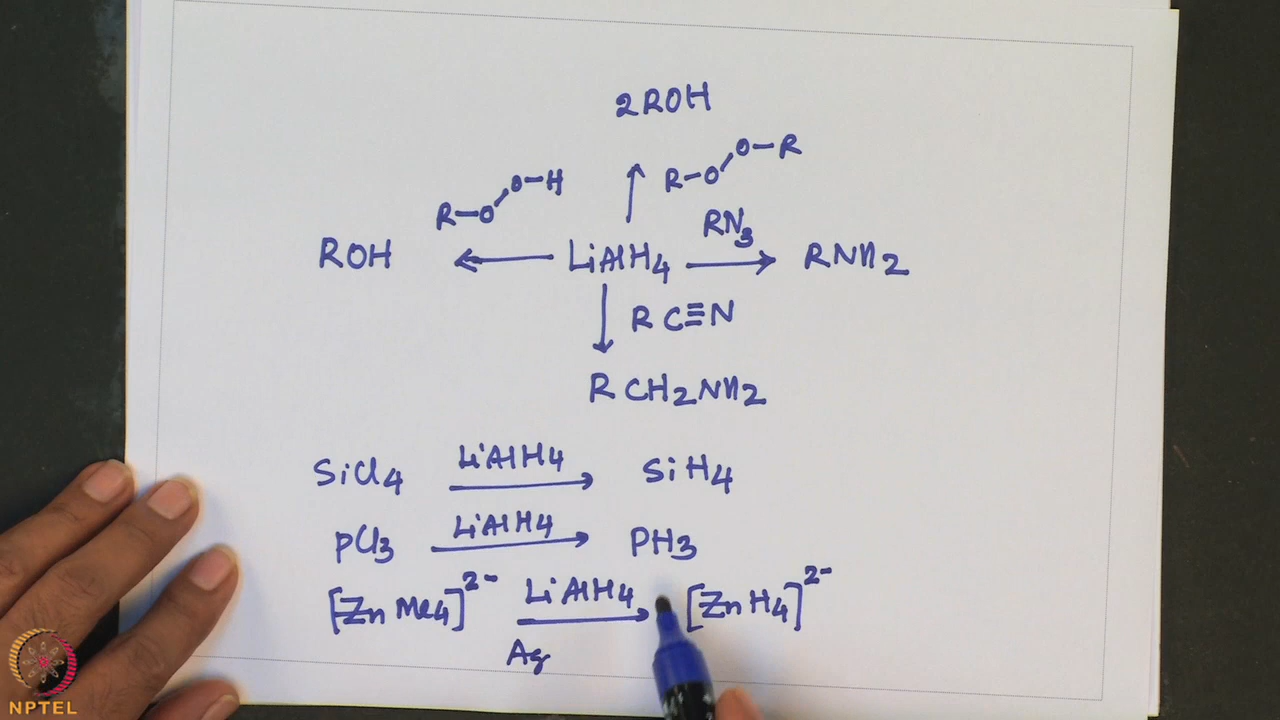 2ROH
R-O-O-R
R-O-O-H
RN3
ROH ← LiAlH4 → RNH2
RC≡N
RCH2NH2
SiCl4 LiAlH4 → SiH4
PCl3 LiAlH4 → PH3
[ZnMe4]2- LiAlH4 → [ZnH4]2-
Ag
NPTEL